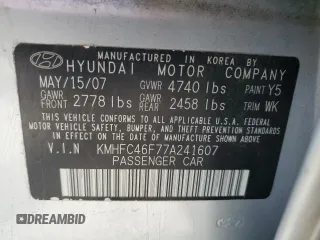 MANUFACTURED IN KOREA BY
HYUNDAI MOTOR COMPANY
MAY/15/07 GVWR 4740 lbs PAINT Y5
GAWR FRONT 2778 lbs GAWR REAR 2458 lbs TRIM WK
THIS VEHICLE CONFORMS TO ALL APPLICABLE U.S.A. FEDERAL
MOTOR VEHICLE SAFETY, BUMPER, AND THEFT PREVENTION
STANDARDS IN EFFECT ON THE DATE OF MANUFACTURE SHOWN ABOVE.
V.I.N KMHFC46F77A241607
PASSENGER CAR
AUTOBIDMASTER